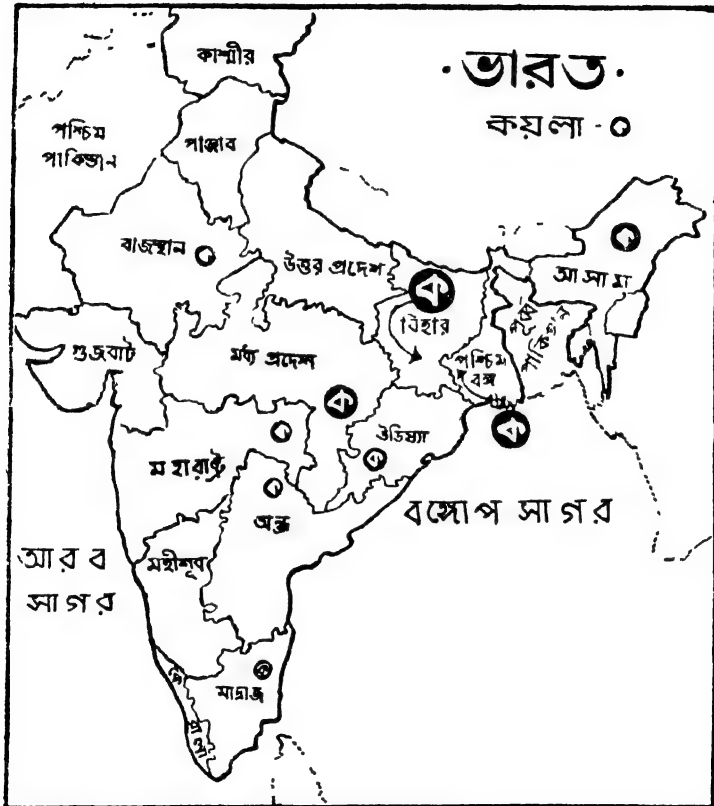 কাশ্মীর
·ভারত·
কয়লা - ক
পশ্চিম
পাকিস্তান
পাঞ্জাব
রাজস্থান
ক
উত্তর প্রদেশ
ক
আসাম
ক
বিহার
পূর্ব
পাকিস্তান
গুজরাট
মধ্য প্রদেশ
পশ্চিম
বঙ্গ
ক
ক
উড়িষ্যা
ক
ক
মহারাষ্ট্র
ক
অন্ধ্র
বঙ্গোপ সাগর
আরব
সাগর
মহীশূর
ক
মাদ্রাজ